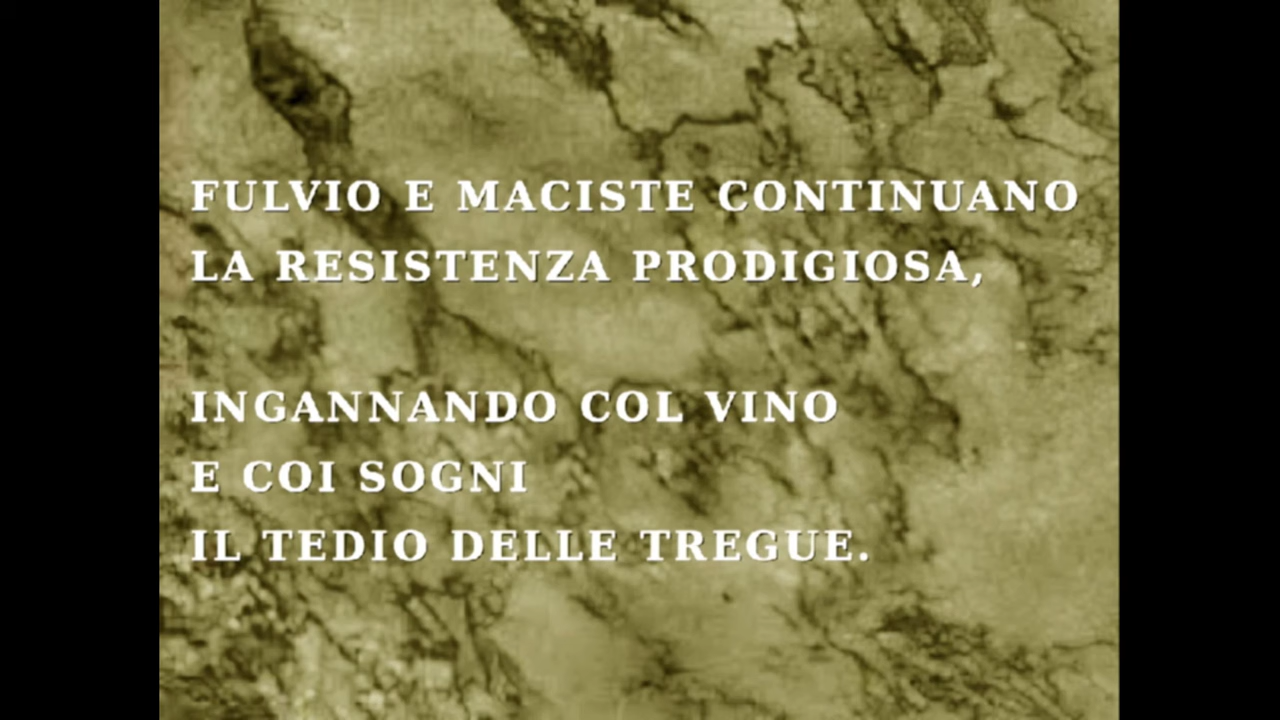 FULVIO E MACISTE CONTINUANO
LA RESISTENZA PRODIGIOSA,
INGANNANDO COL VINO
E COI SOGNI
IL TEDIO DELLE TREGUE.